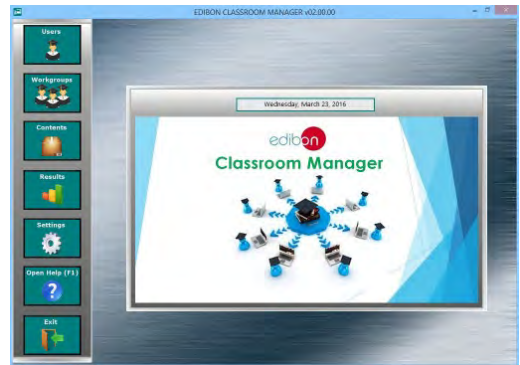 EDIBON CLASSROOM MANAGER v02.00.00
Users
Workgroups
Contents
Results
Settings
Open Help (F1)
?
Exit
Wednesday, March 23, 2016
edibon
Classroom Manager